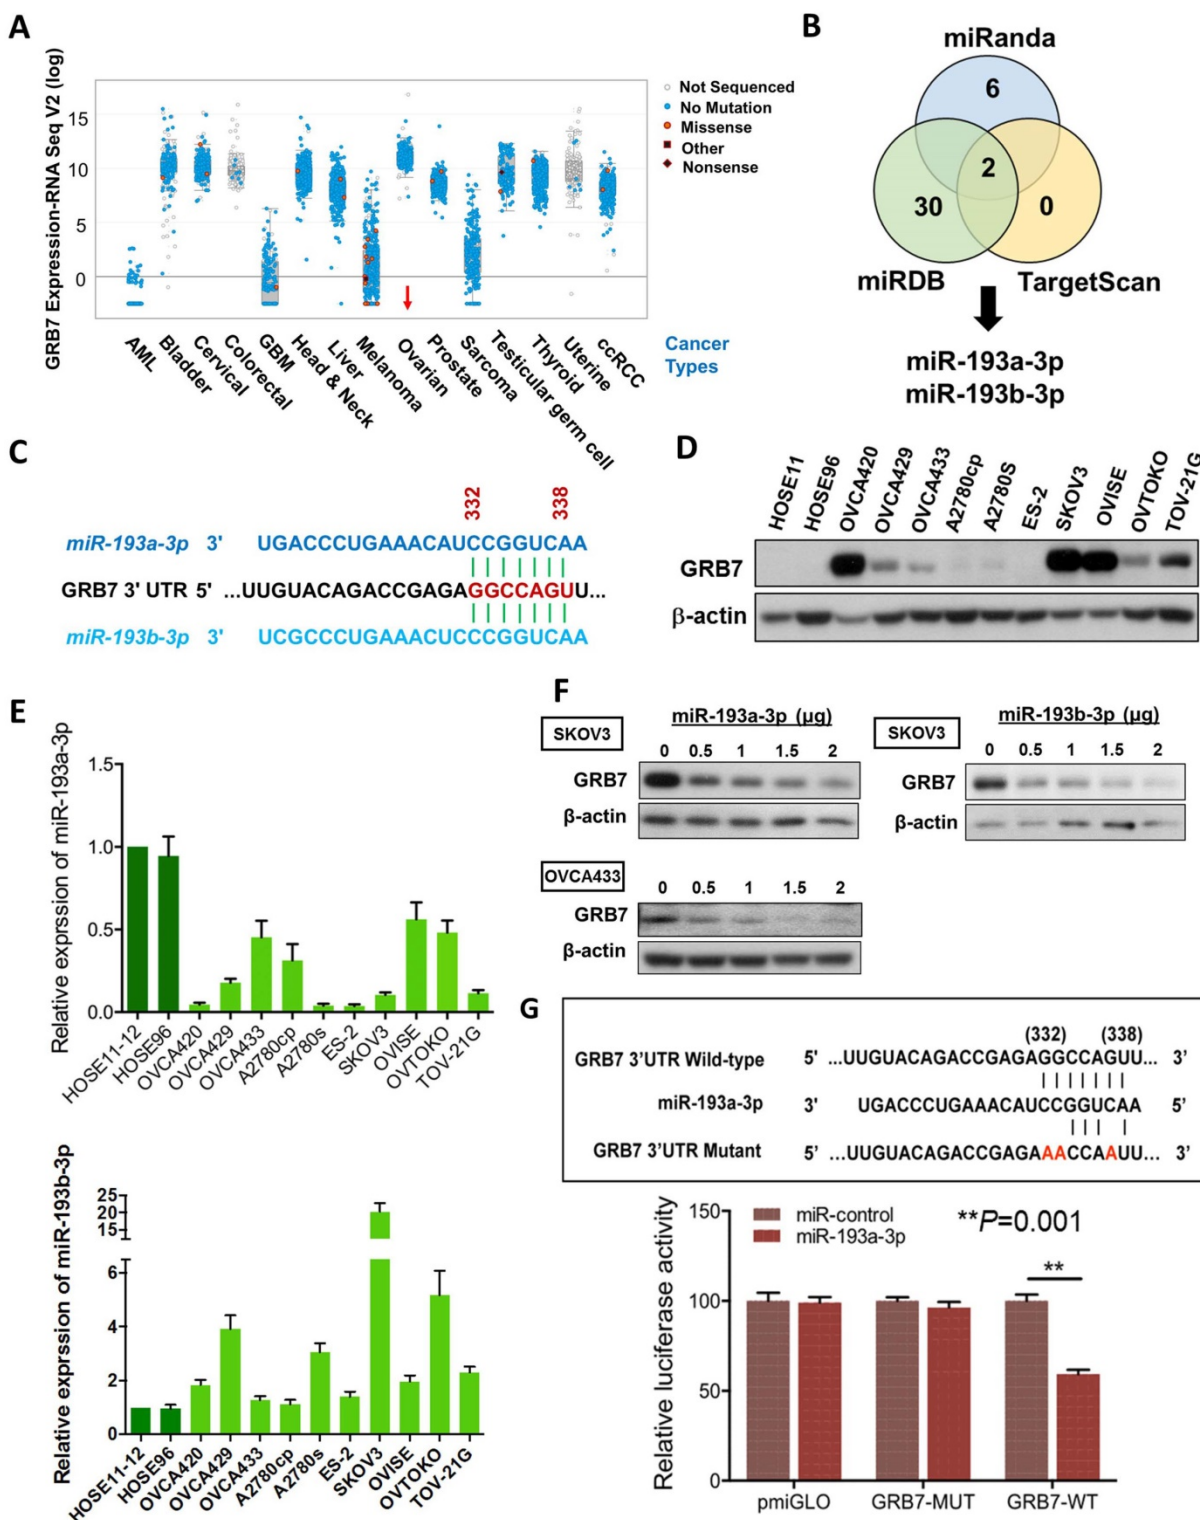 A
GRB7 Expression-RNA Seq V2 (log)
15
10
5
0
AML
Bladder
Cervical
Colorectal
GBM
Head & Neck
Liver
Melanoma
Ovarian
Prostate
Sarcoma
Testicular germ cell
Thyroid
Uterine
ccRCC
Cancer
Types
Not Sequenced
No Mutation
Missense
Other
Nonsense
B
miRanda
6
2
30
0
miRDB
TargetScan
miR-193a-3p
miR-193b-3p
C
332
338
miR-193a-3p 3' UGACCCUGAAACAUCCGGUCAA
GRB7 3' UTR 5' ...UUGUACAGACCGAGAGGCCAGUU...
miR-193b-3p 3' UCGCCCUGAAACUCCCGGUCAA
D
HOSE11
HOSE96
OVCA420
OVCA429
OVCA433
A2780cp
A2780S
ES-2
SKOV3
OVISE
OVTOKO
TOV-21G
GRB7
β-actin
E
Relative exprssion of miR-193a-3p
1.5
1.0
0.5
0.0
HOSE11-12
HOSE96
OVCA420
OVCA429
OVCA433
A2780cp
A2780s
ES-2
SKOV3
OVISE
OVTOKO
TOV-21G
Relative exprssion of miR-193b-3p
25
20
15
6
4
2
0
HOSE11-12
HOSE96
OVCA420
OVCA429
OVCA433
A2780cp
A2780s
ES-2
SKOV3
OVISE
OVTOKO
TOV-21G
F
SKOV3
miR-193a-3p (µg)
0 0.5 1 1.5 2
GRB7
β-actin
SKOV3
miR-193b-3p (µg)
0 0.5 1 1.5 2
GRB7
β-actin
OVCA433
0 0.5 1 1.5 2
GRB7
β-actin
G
(332) (338)
GRB7 3'UTR Wild-type 5' ...UUGUACAGACCGAGAGGCCAGUU... 3'
miR-193a-3p 3' UGACCCUGAAACAUCCGGUCAA 5'
GRB7 3'UTR Mutant 5' ...UUGUACAGACCGAGAAACCAAUU... 3'
Relative luciferase activity
150
100
50
0
miR-control
miR-193a-3p
**P=0.001
**
pmiGLO
GRB7-MUT
GRB7-WT